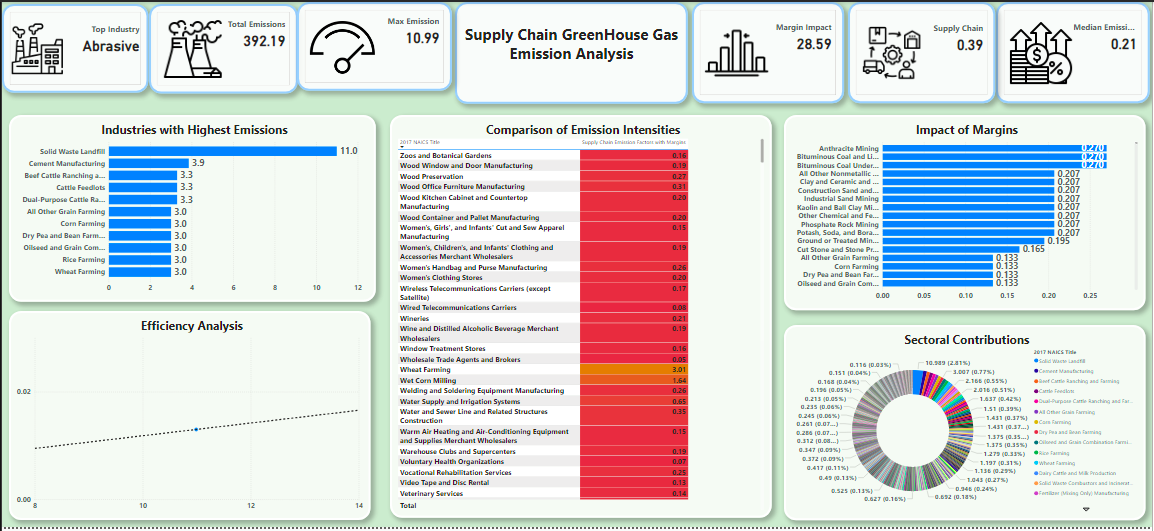 Top Industry
Abrasive
Total Emissions
392.19
Max Emission
10.99
Supply Chain GreenHouse Gas
Emission Analysis
Margin Impact
28.59
Supply Chain
0.39
Median Emissi...
0.21
Industries with Highest Emissions
Solid Waste Landfill 11.0
Cement Manufacturing 3.9
Beef Cattle Ranching a... 3.3
Cattle Feedlots 3.3
Dual-Purpose Cattle Ra... 3.3
All Other Grain Farming 3.0
Corn Farming 3.0
Dry Pea and Bean Farm... 3.0
Oilseed and Grain Com... 3.0
Rice Farming 3.0
Wheat Farming 3.0
0 2 4 6 8 10 12
Efficiency Analysis
0.02
0.00
8 10 12 14
Comparison of Emission Intensities
2017 NAICS Title Supply Chain Emission Factors with Margins
Zoos and Botanical Gardens 0.16
Wood Window and Door Manufacturing 0.19
Wood Preservation 0.27
Wood Office Furniture Manufacturing 0.31
Wood Kitchen Cabinet and Countertop 0.20
Manufacturing
Wood Container and Pallet Manufacturing 0.20
Women's, Girls', and Infants' Cut and Sew Apparel 0.15
Manufacturing
Women's, Children's, and Infants' Clothing and 0.19
Accessories Merchant Wholesalers
Women's Handbag and Purse Manufacturing 0.26
Women's Clothing Stores 0.20
Wireless Telecommunications Carriers (except 0.17
Satellite)
Wired Telecommunications Carriers 0.08
Wineries 0.21
Wine and Distilled Alcoholic Beverage Merchant 0.19
Wholesalers
Window Treatment Stores 0.16
Wholesale Trade Agents and Brokers 0.05
Wheat Farming 3.01
Wet Corn Milling 1.64
Welding and Soldering Equipment Manufacturing 0.26
Water Supply and Irrigation Systems 0.65
Water and Sewer Line and Related Structures 0.35
Construction
Warm Air Heating and Air-Conditioning Equipment 0.15
and Supplies Merchant Wholesalers
Warehouse Clubs and Supercenters 0.19
Voluntary Health Organizations 0.07
Vocational Rehabilitation Services 0.25
Video Tape and Disc Rental 0.13
Veterinary Services 0.14
Total
Impact of Margins
Anthracite Mining 0.270
Bituminous Coal and Li... 0.270
Bituminous Coal Under... 0.270
All Other Nonmetallic ... 0.207
Clay and Ceramic and ... 0.207
Construction Sand and... 0.207
Industrial Sand Mining 0.207
Kaolin and Ball Clay Mi... 0.207
Other Chemical and Fe... 0.207
Phosphate Rock Mining 0.207
Potash, Soda, and Bora... 0.207
Ground or Treated Min... 0.195
Cut Stone and Stone Pr... 0.165
All Other Grain Farming 0.133
Corn Farming 0.133
Dry Pea and Bean Far... 0.133
Oilseed and Grain Com... 0.133
0.00 0.05 0.10 0.15 0.20 0.25
Sectoral Contributions
10.989 (2.81%)
3.007 (0.77%)
2.166 (0.55%)
2.016 (0.51%)
1.637 (0.42%)
1.51 (0.39%)
1.431 (0.37%)
1.431 (0.37...)
1.375 (0.35...)
1.375 (0.35%)
1.279 (0.33%)
1.197 (0.31%)
1.136 (0.29%)
1.043 (0.27%)
0.946 (0.24%)
0.692 (0.18%)
0.627 (0.16%)
0.525 (0.13%)
0.49 (0.13%)
0.417 (0.11%)
0.372 (0.09%)
0.347 (0.09%)
0.312 (0.08...)
0.286 (0.07...)
0.261 (0.07...)
0.245 (0.06%)
0.235 (0.06%)
0.213 (0.05%)
0.196 (0.05%)
0.168 (0.04%)
0.151 (0.04%)
0.116 (0.03%)
2017 NAICS Title
Solid Waste Landfill
Cement Manufacturing
Beef Cattle Ranching and Farming
Cattle Feedlots
Dual-Purpose Cattle Ranching and Far...
All Other Grain Farming
Corn Farming
Dry Pea and Bean Farming
Oilseed and Grain Combination Farmi...
Rice Farming
Wheat Farming
Dairy Cattle and Milk Production
Solid Waste Combustors and Incinerat...
Fertilizer (Mixing Only) Manufacturing